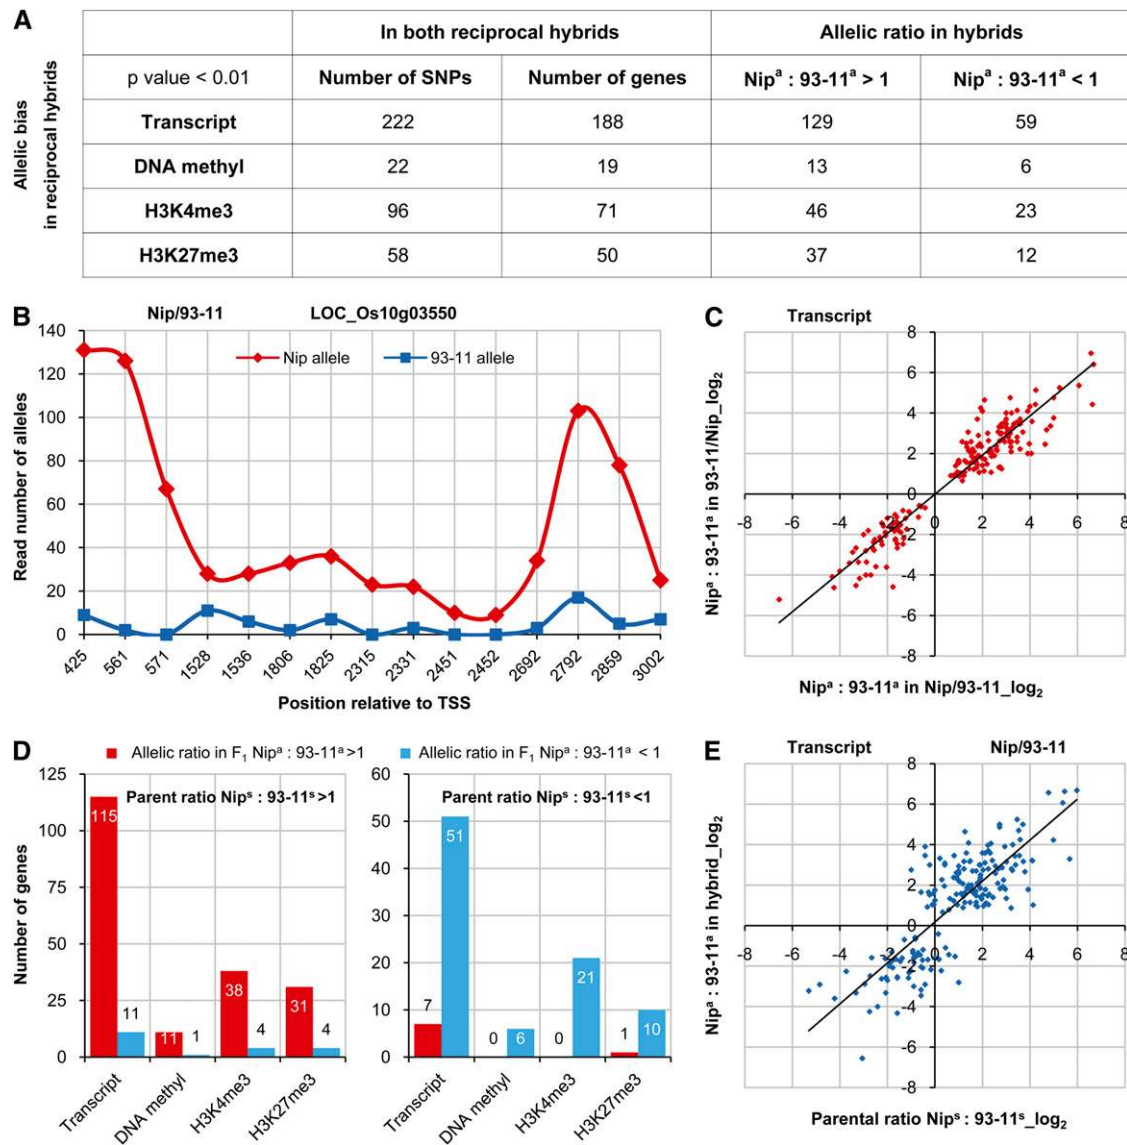 A
In both reciprocal hybrids Allelic ratio in hybrids
p value < 0.01 Number of SNPs Number of genes Nipᵃ : 93-11ᵃ > 1 Nipᵃ : 93-11ᵃ < 1
Allelic bias
in reciprocal hybrids
Transcript 222 188 129 59
DNA methyl 22 19 13 6
H3K4me3 96 71 46 23
H3K27me3 58 50 37 12
B
Nip/93-11 LOC_Os10g03550
Nip allele 93-11 allele
Read number of alleles
140
120
100
80
60
40
20
0
425 561 571 1528 1536 1806 1825 2315 2331 2451 2452 2692 2792 2859 3002
Position relative to TSS
C
Transcript
Nipᵃ : 93-11ᵃ in 93-11/Nip_log₂
8
6
4
2
0
-8 -6 -4 -2 0 2 4 6 8
-2
-4
-6
-8
Nipᵃ : 93-11ᵃ in Nip/93-11_log₂
D
Allelic ratio in F₁ Nipᵃ : 93-11ᵃ >1 Allelic ratio in F₁ Nipᵃ : 93-11ᵃ < 1
Number of genes
Parent ratio Nipˢ : 93-11ˢ >1
125
100
75
50
25
0
115 11 11 1 38 4 31 4
Transcript DNA methyl H3K4me3 H3K27me3
Parent ratio Nipˢ : 93-11ˢ <1
60
50
40
30
20
10
0
7 51 0 6 0 21 1 10
Transcript DNA methyl H3K4me3 H3K27me3
E
Transcript Nip/93-11
Nipᵃ : 93-11ᵃ in hybrid_log₂
8
6
4
2
0
-8 -6 -4 -2 0 2 4 6 8
-2
-4
-6
-8
Parental ratio Nipˢ : 93-11ˢ_log₂